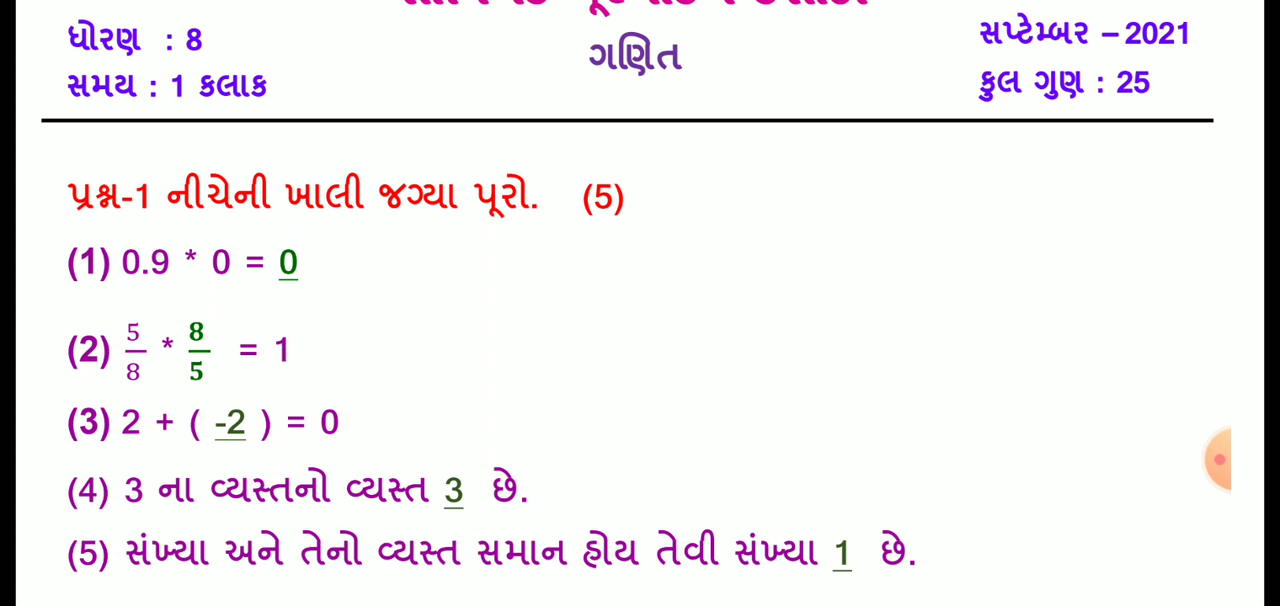 ધોરણ : 8
સપ્ટેમ્બર – 2021
ગણિત
સમય : 1 કલાક
કુલ ગુણ : 25
પ્રશ્ન-1 નીચેની ખાલી જગ્યા પૂરો. (5)
(1) 0.9 * 0 = 0
(2) 5/8 * 8/5 = 1
(3) 2 + ( -2 ) = 0
(4) 3 ના વ્યસ્તનો વ્યસ્ત 3 છે.
(5) સંખ્યા અને તેનો વ્યસ્ત સમાન હોય તેવી સંખ્યા 1 છે.